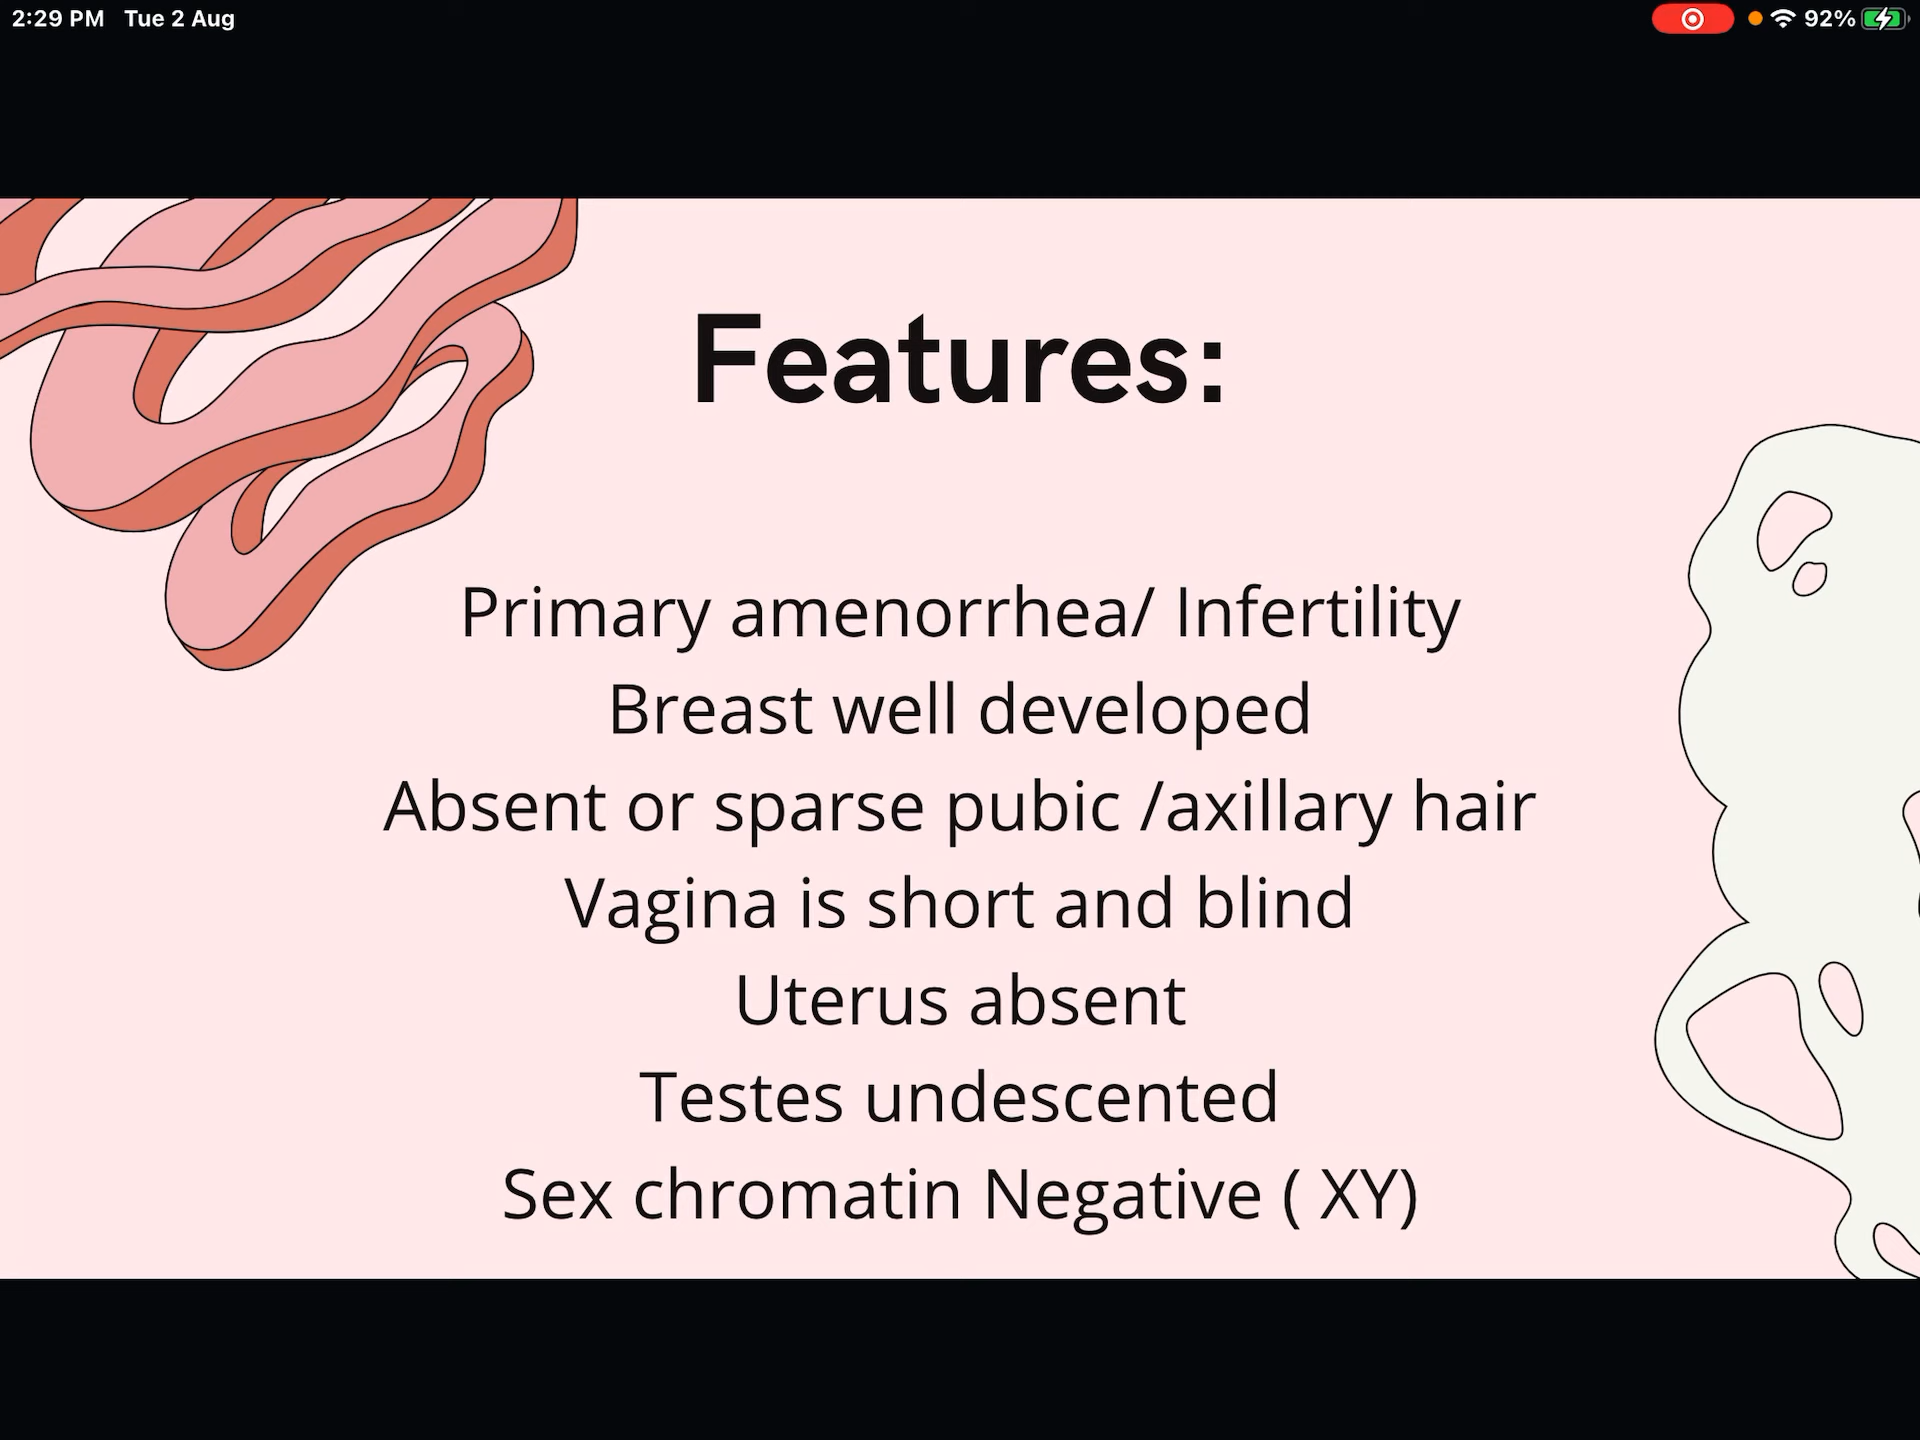 2:29 PM Tue 2 Aug
92%
Features:
Primary amenorrhea/ Infertility
Breast well developed
Absent or sparse pubic /axillary hair
Vagina is short and blind
Uterus absent
Testes undescented
Sex chromatin Negative ( XY)